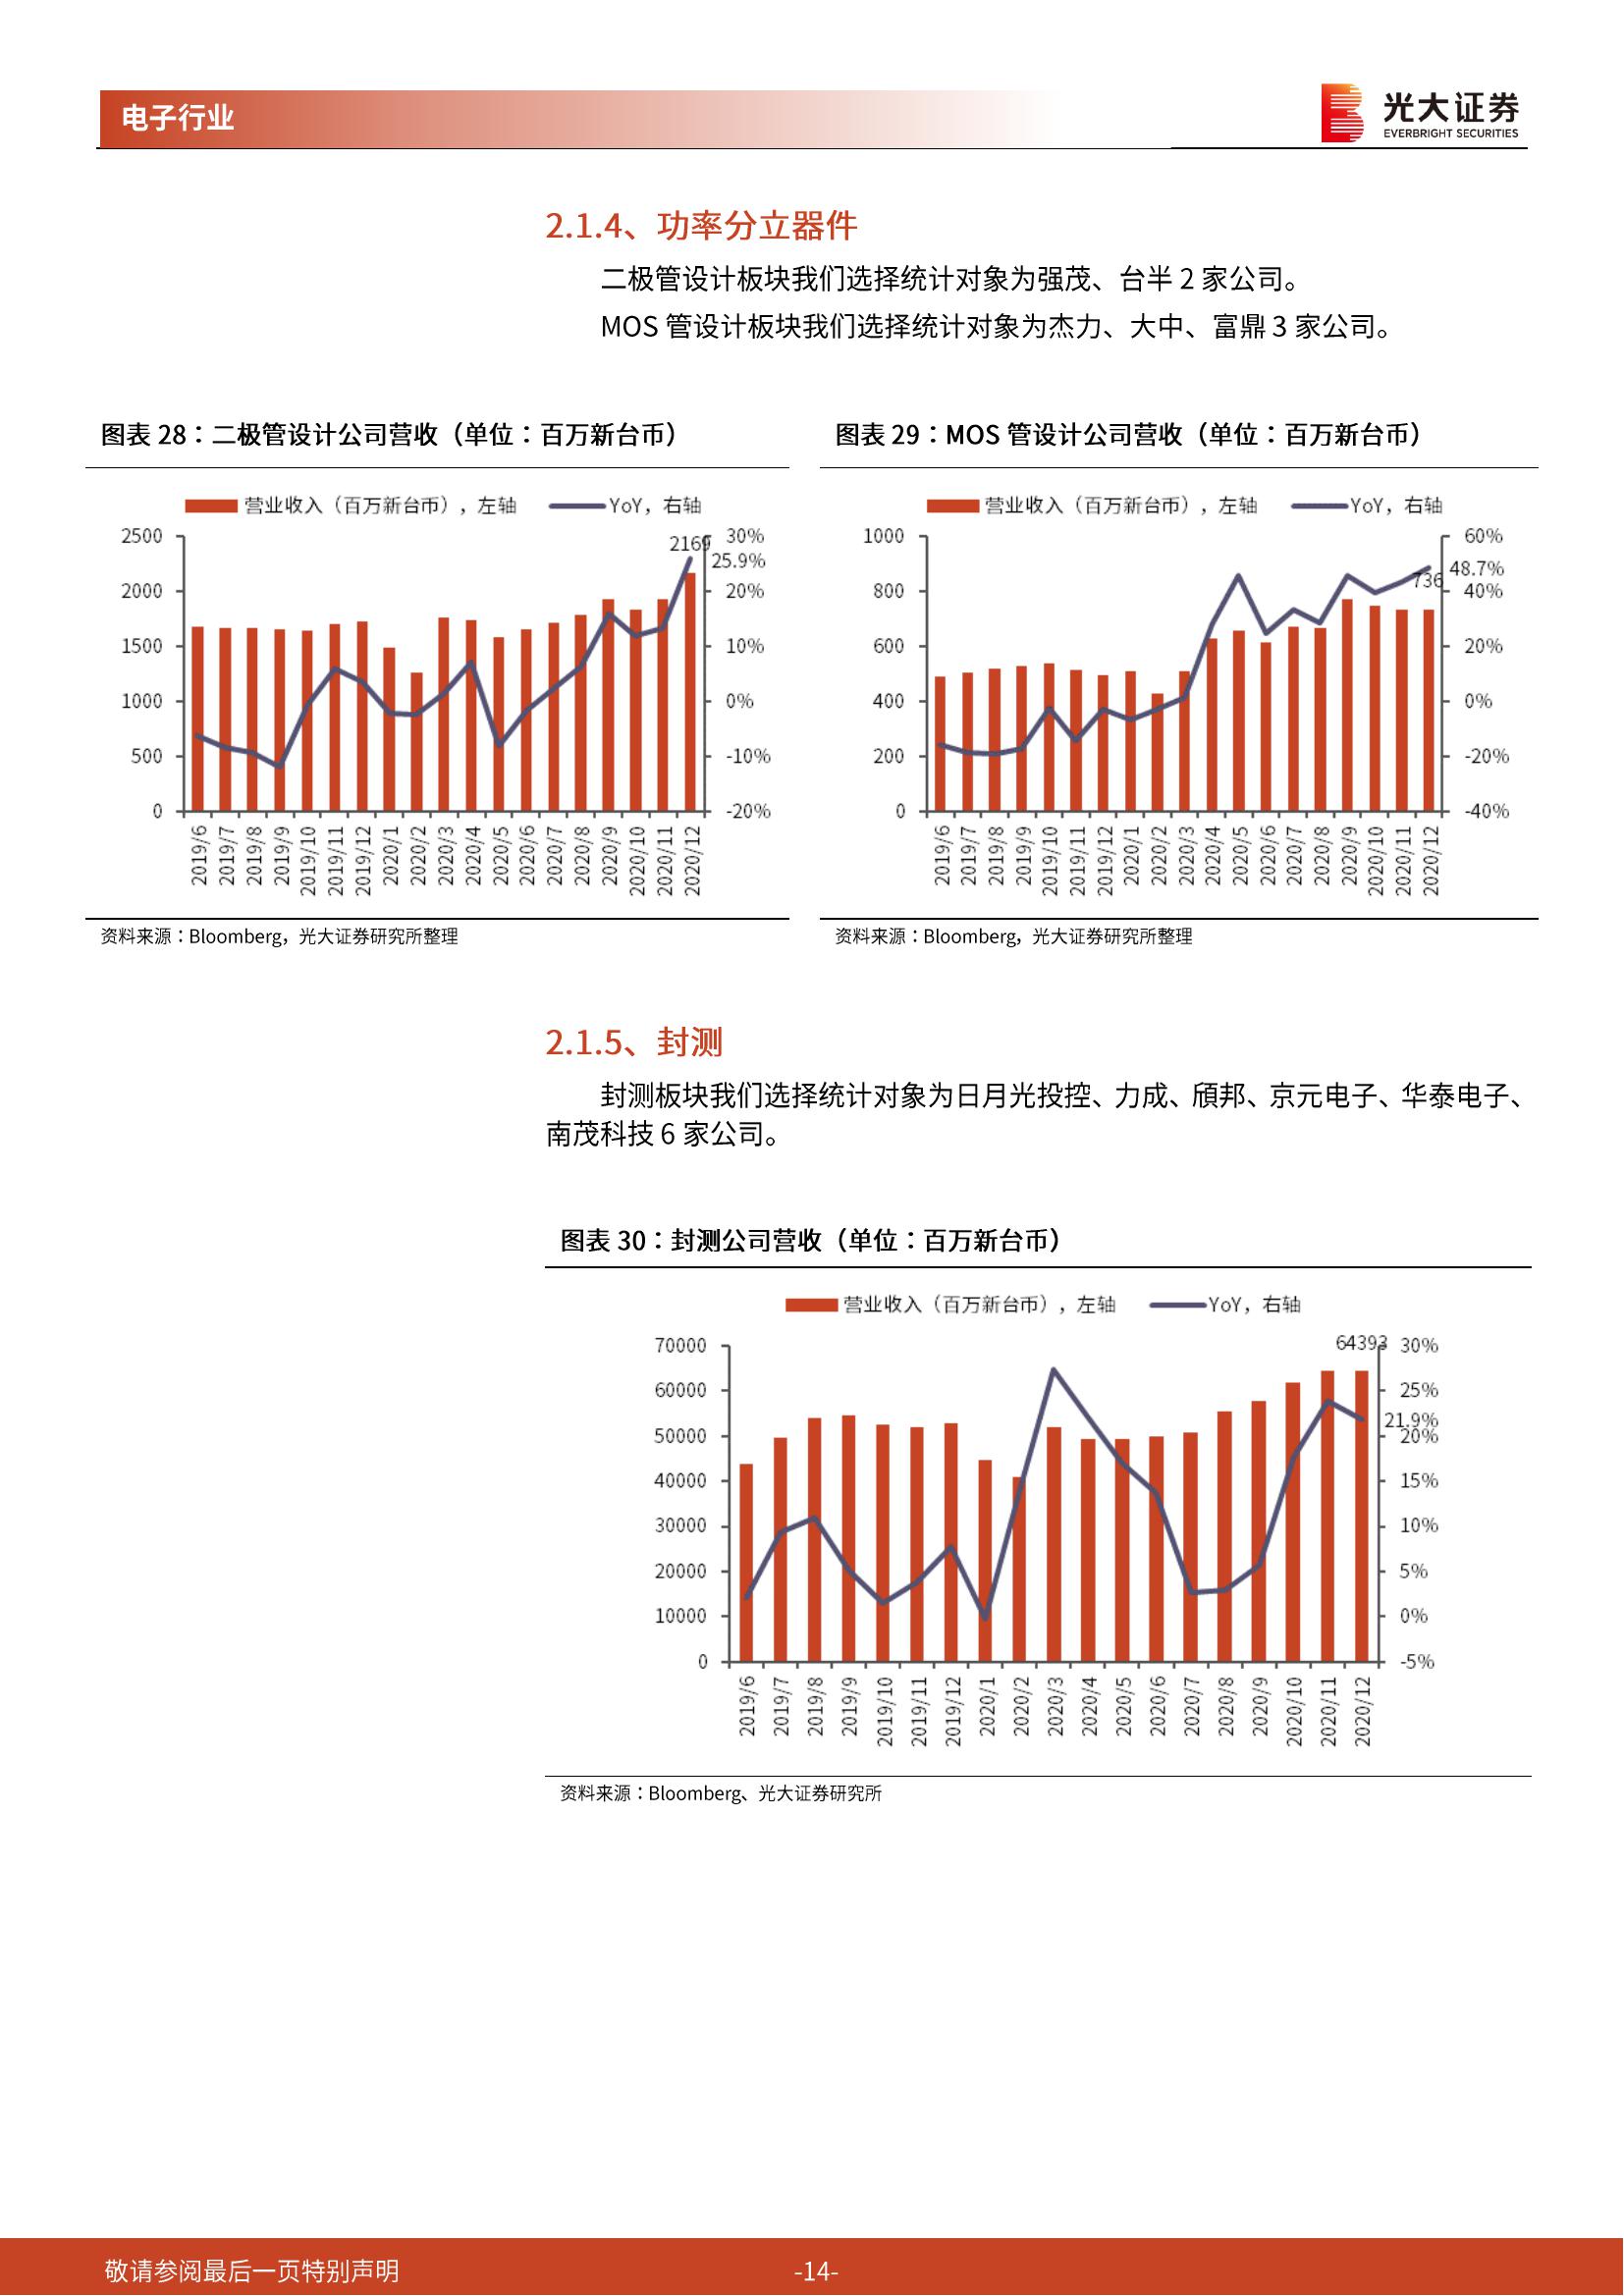 电子行业
光大证券
EVERBRIGHT SECURITIES
2.1.4、功率分立器件
二极管设计板块我们选择统计对象为强茂、台半 2 家公司。
MOS 管设计板块我们选择统计对象为杰力、大中、富鼎 3 家公司。
图表 28：二极管设计公司营收（单位：百万新台币）
营业收入（百万新台币），左轴 YoY，右轴
2500
2000
1500
1000
500
0
2169
25.9%
30%
20%
10%
0%
-10%
-20%
2019/6 2019/7 2019/8 2019/9 2019/10 2019/11 2019/12 2020/1 2020/2 2020/3 2020/4 2020/5 2020/6 2020/7 2020/8 2020/9 2020/10 2020/11 2020/12
资料来源：Bloomberg，光大证券研究所整理
图表 29：MOS 管设计公司营收（单位：百万新台币）
营业收入（百万新台币），左轴 YoY，右轴
1000
800
600
400
200
0
736
48.7%
60%
40%
20%
0%
-20%
-40%
2019/6 2019/7 2019/8 2019/9 2019/10 2019/11 2019/12 2020/1 2020/2 2020/3 2020/4 2020/5 2020/6 2020/7 2020/8 2020/9 2020/10 2020/11 2020/12
资料来源：Bloomberg，光大证券研究所整理
2.1.5、封测
封测板块我们选择统计对象为日月光投控、力成、頎邦、京元电子、华泰电子、
南茂科技 6 家公司。
图表 30：封测公司营收（单位：百万新台币）
营业收入（百万新台币），左轴 YoY，右轴
70000
60000
50000
40000
30000
20000
10000
0
64393
21.9%
30%
25%
20%
15%
10%
5%
0%
-5%
2019/6 2019/7 2019/8 2019/9 2019/10 2019/11 2019/12 2020/1 2020/2 2020/3 2020/4 2020/5 2020/6 2020/7 2020/8 2020/9 2020/10 2020/11 2020/12
资料来源：Bloomberg、光大证券研究所
敬请参阅最后一页特别声明
-14-